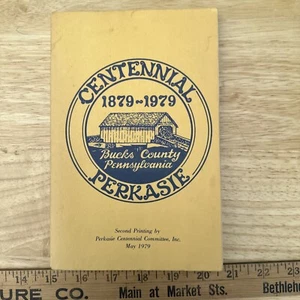 CENTENNIAL
1879-1979
Bucks County
Pennsylvania
PERKASIE
Second Printing by
Perkasie Centennial Committee, Inc.
May 1979
URE CO. Main at Market Sts.